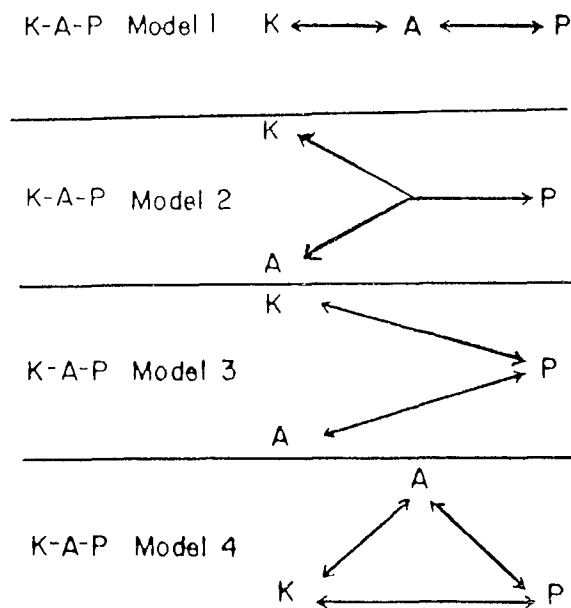 K-A-P Model 1 K A P
K
K-A-P Model 2 P
A
K
K-A-P Model 3 P
A
A
K-A-P Model 4
K P